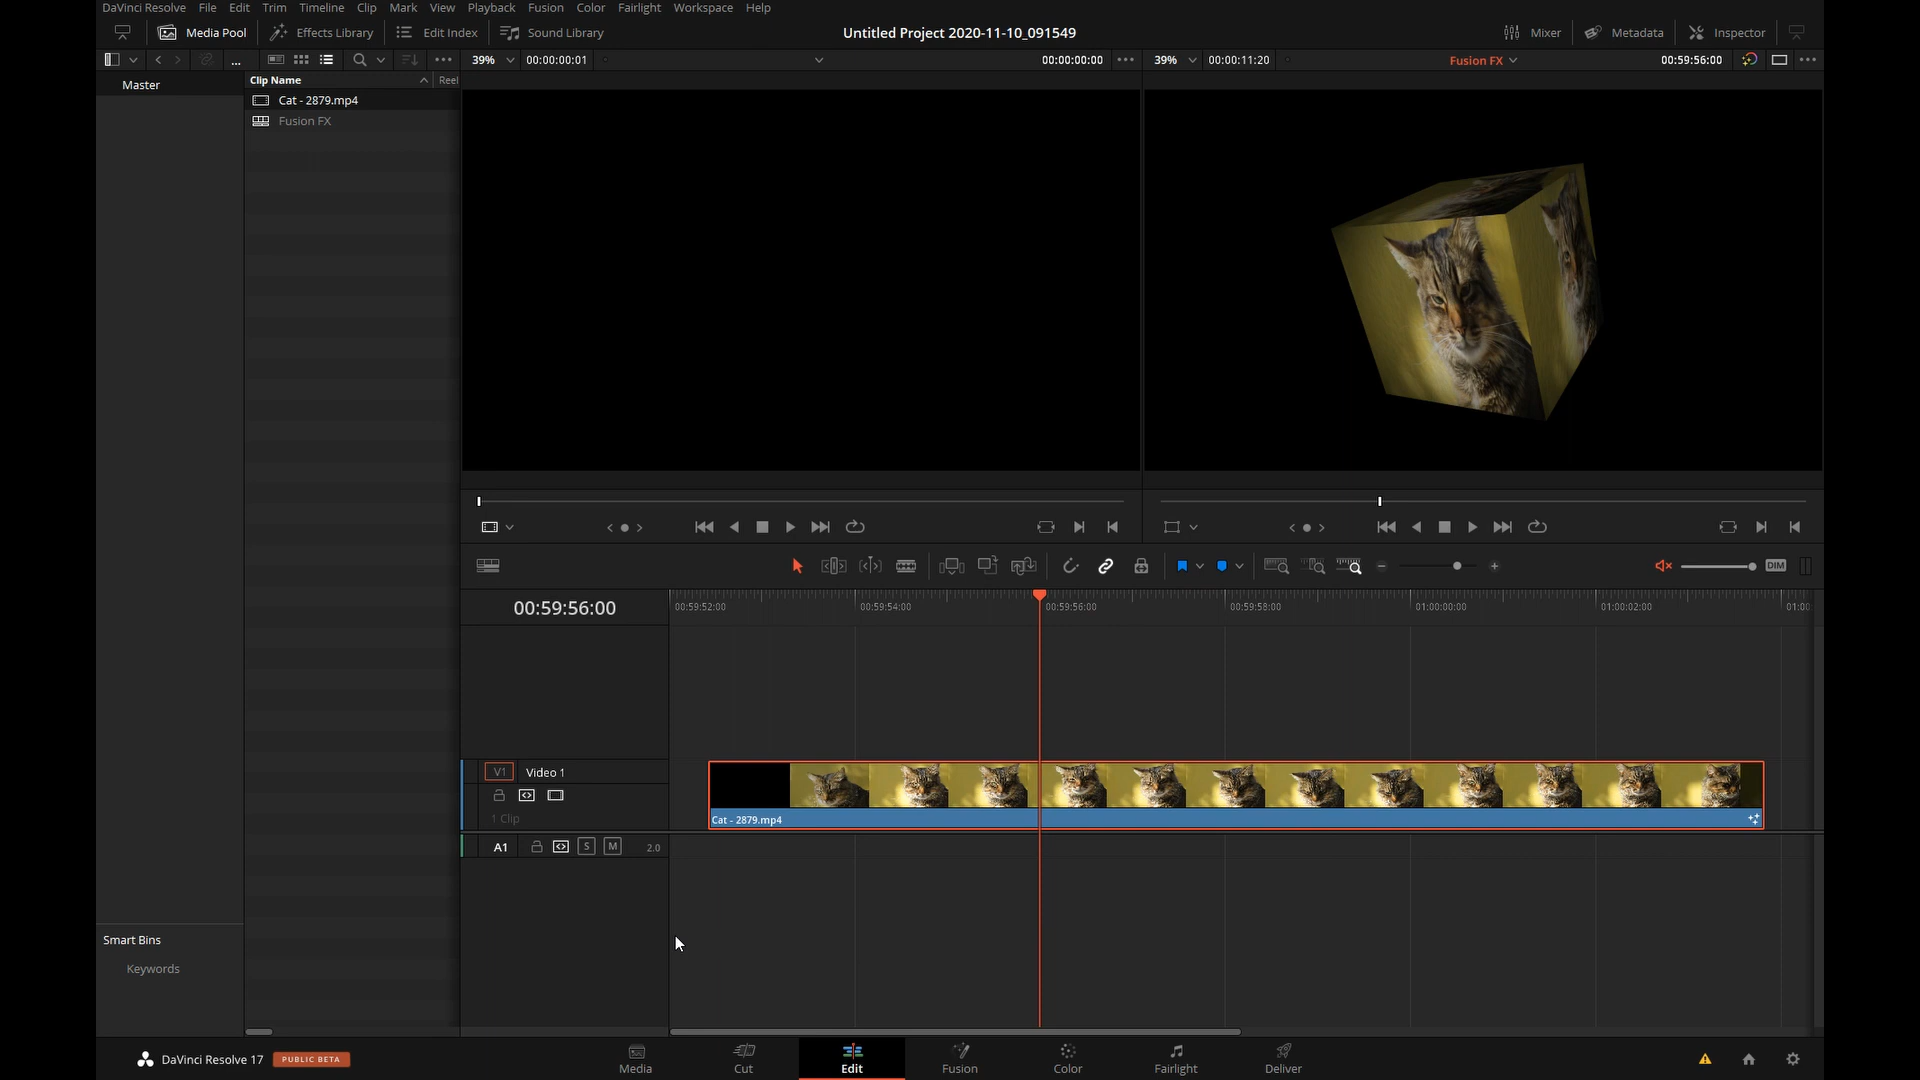 DaVinci Resolve File Edit Trim Timeline Clip Mark View Playback Fusion Color Fairlight Workspace Help
Media Pool Effects Library Edit Index Sound Library Untitled Project 2020-11-10_091549 Mixer Metadata Inspector
... 39% 00:00:00:01 00:00:00:00 39% 00:00:11:20 Fusion FX 00:59:56:00
Master
Clip Name Reel
Cat - 2879.mp4
Fusion FX
DIM
00:59:56:00
00:59:52:00 00:59:54:00 00:59:56:00 00:59:58:00 01:00:00:00 01:00:02:00 01:00
V1 Video 1
1 Clip
Cat - 2879.mp4
A1 S M 2.0
Smart Bins
Keywords
DaVinci Resolve 17 PUBLIC BETA
Media Cut Edit Fusion Color Fairlight Deliver